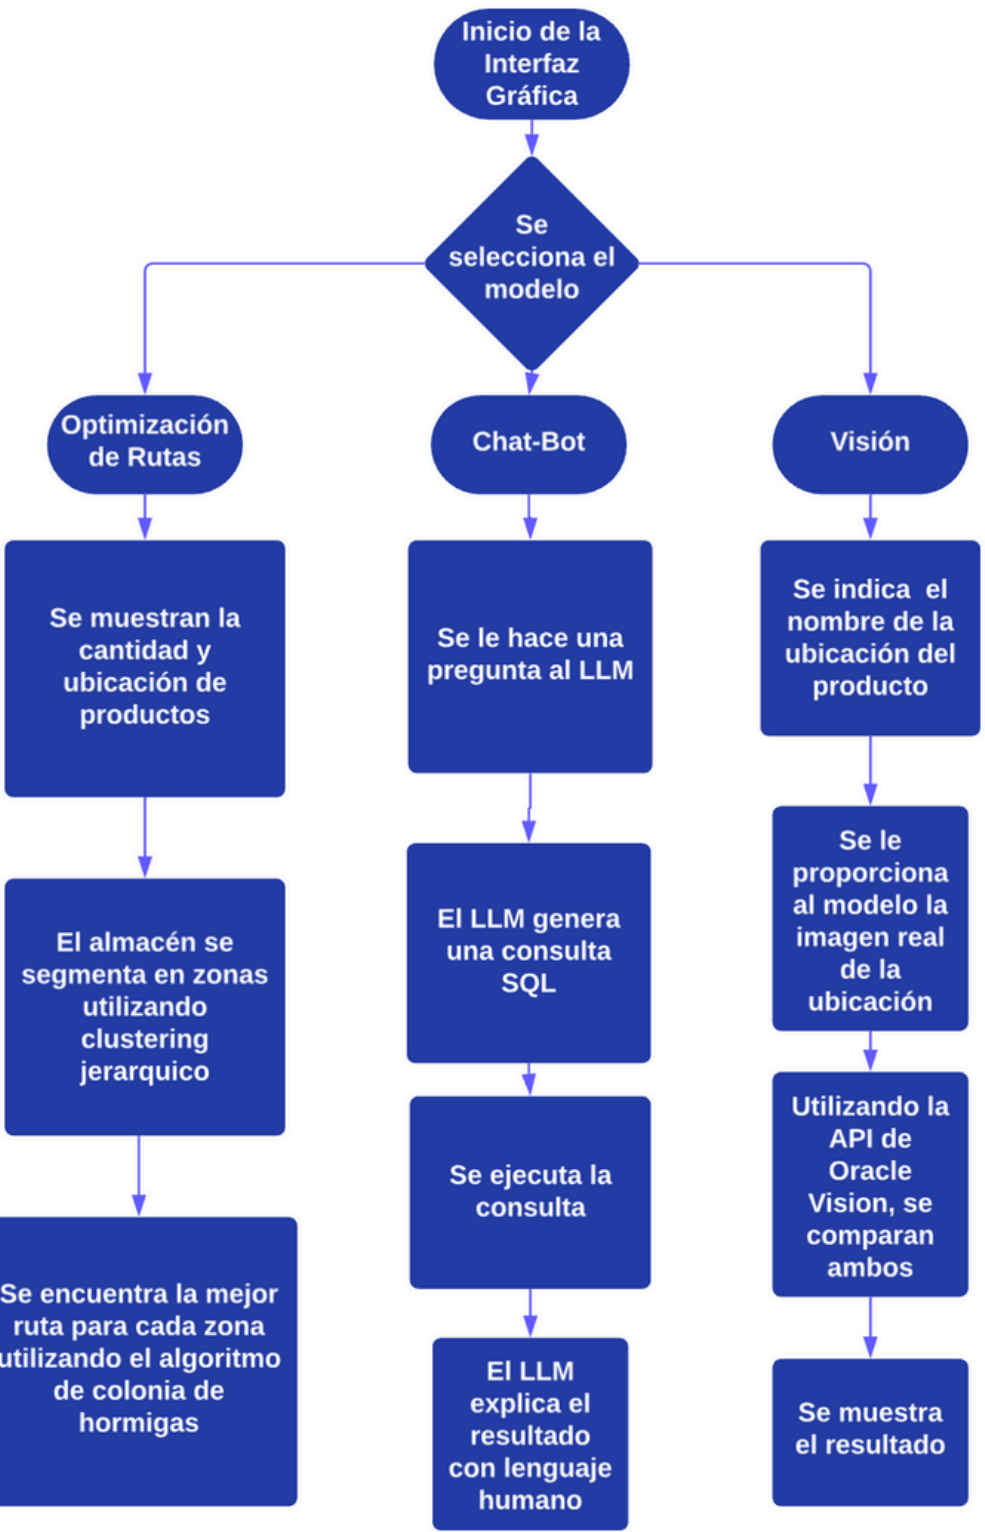 Inicio de la
Interfaz
Gráfica
Se
selecciona el
modelo
Optimización
de Rutas
Se muestran la
cantidad y
ubicación de
productos
El almacén se
segmenta en zonas
utilizando
clustering
jerarquico
Se encuentra la mejor
ruta para cada zona
utilizando el algoritmo
de colonia de
hormigas
Chat-Bot
Se le hace una
pregunta al LLM
El LLM genera
una consulta
SQL
Se ejecuta la
consulta
El LLM
explica el
resultado
con lenguaje
humano
Visión
Se indica  el
nombre de la
ubicación del
producto
Se le
proporciona
al modelo la
imagen real
de la
ubicación
Utilizando la
API de
Oracle
Vision, se
comparan
ambos
Se muestra
el resultado